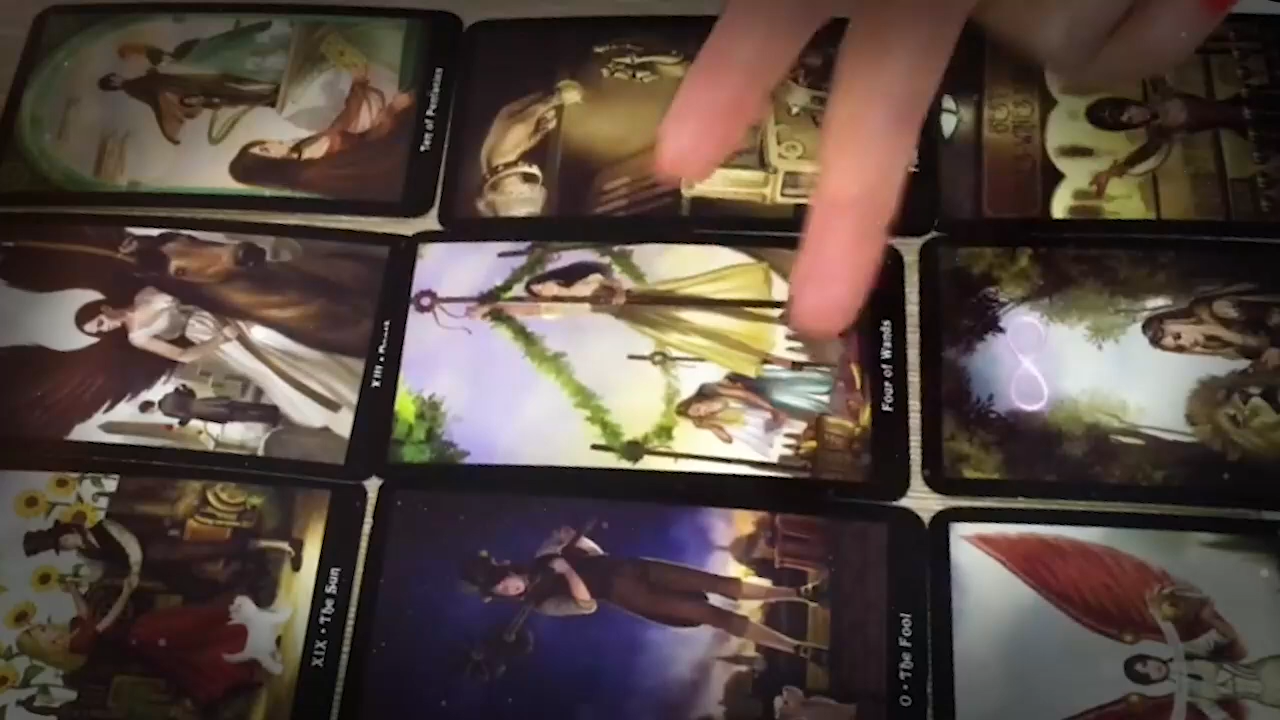 Ten of Pentacles
XIII • Death
Four of Wands
XIX • The Sun
0 • The Fool